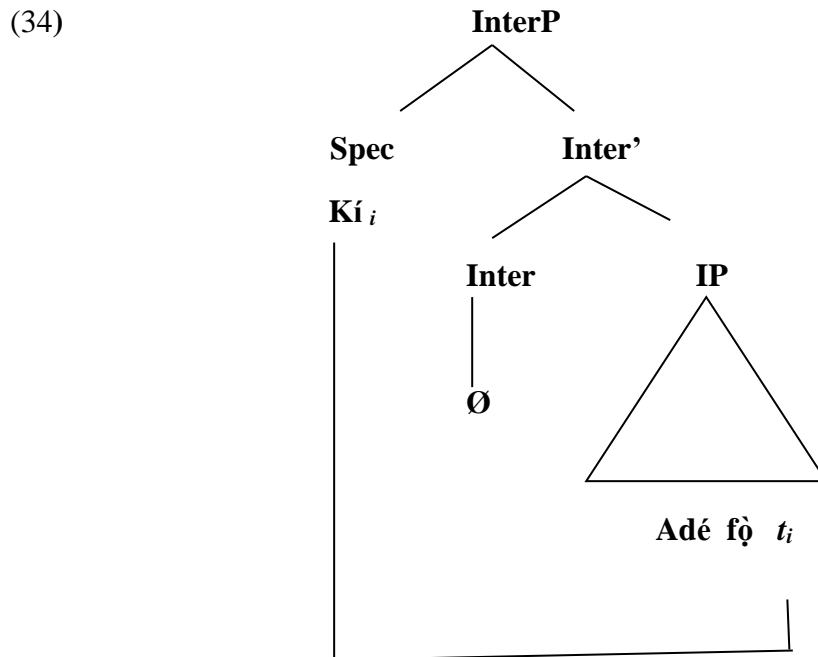 (34) InterP
Spec Inter’
Kí i
Inter IP
Ø
Adé fọ̀ ti